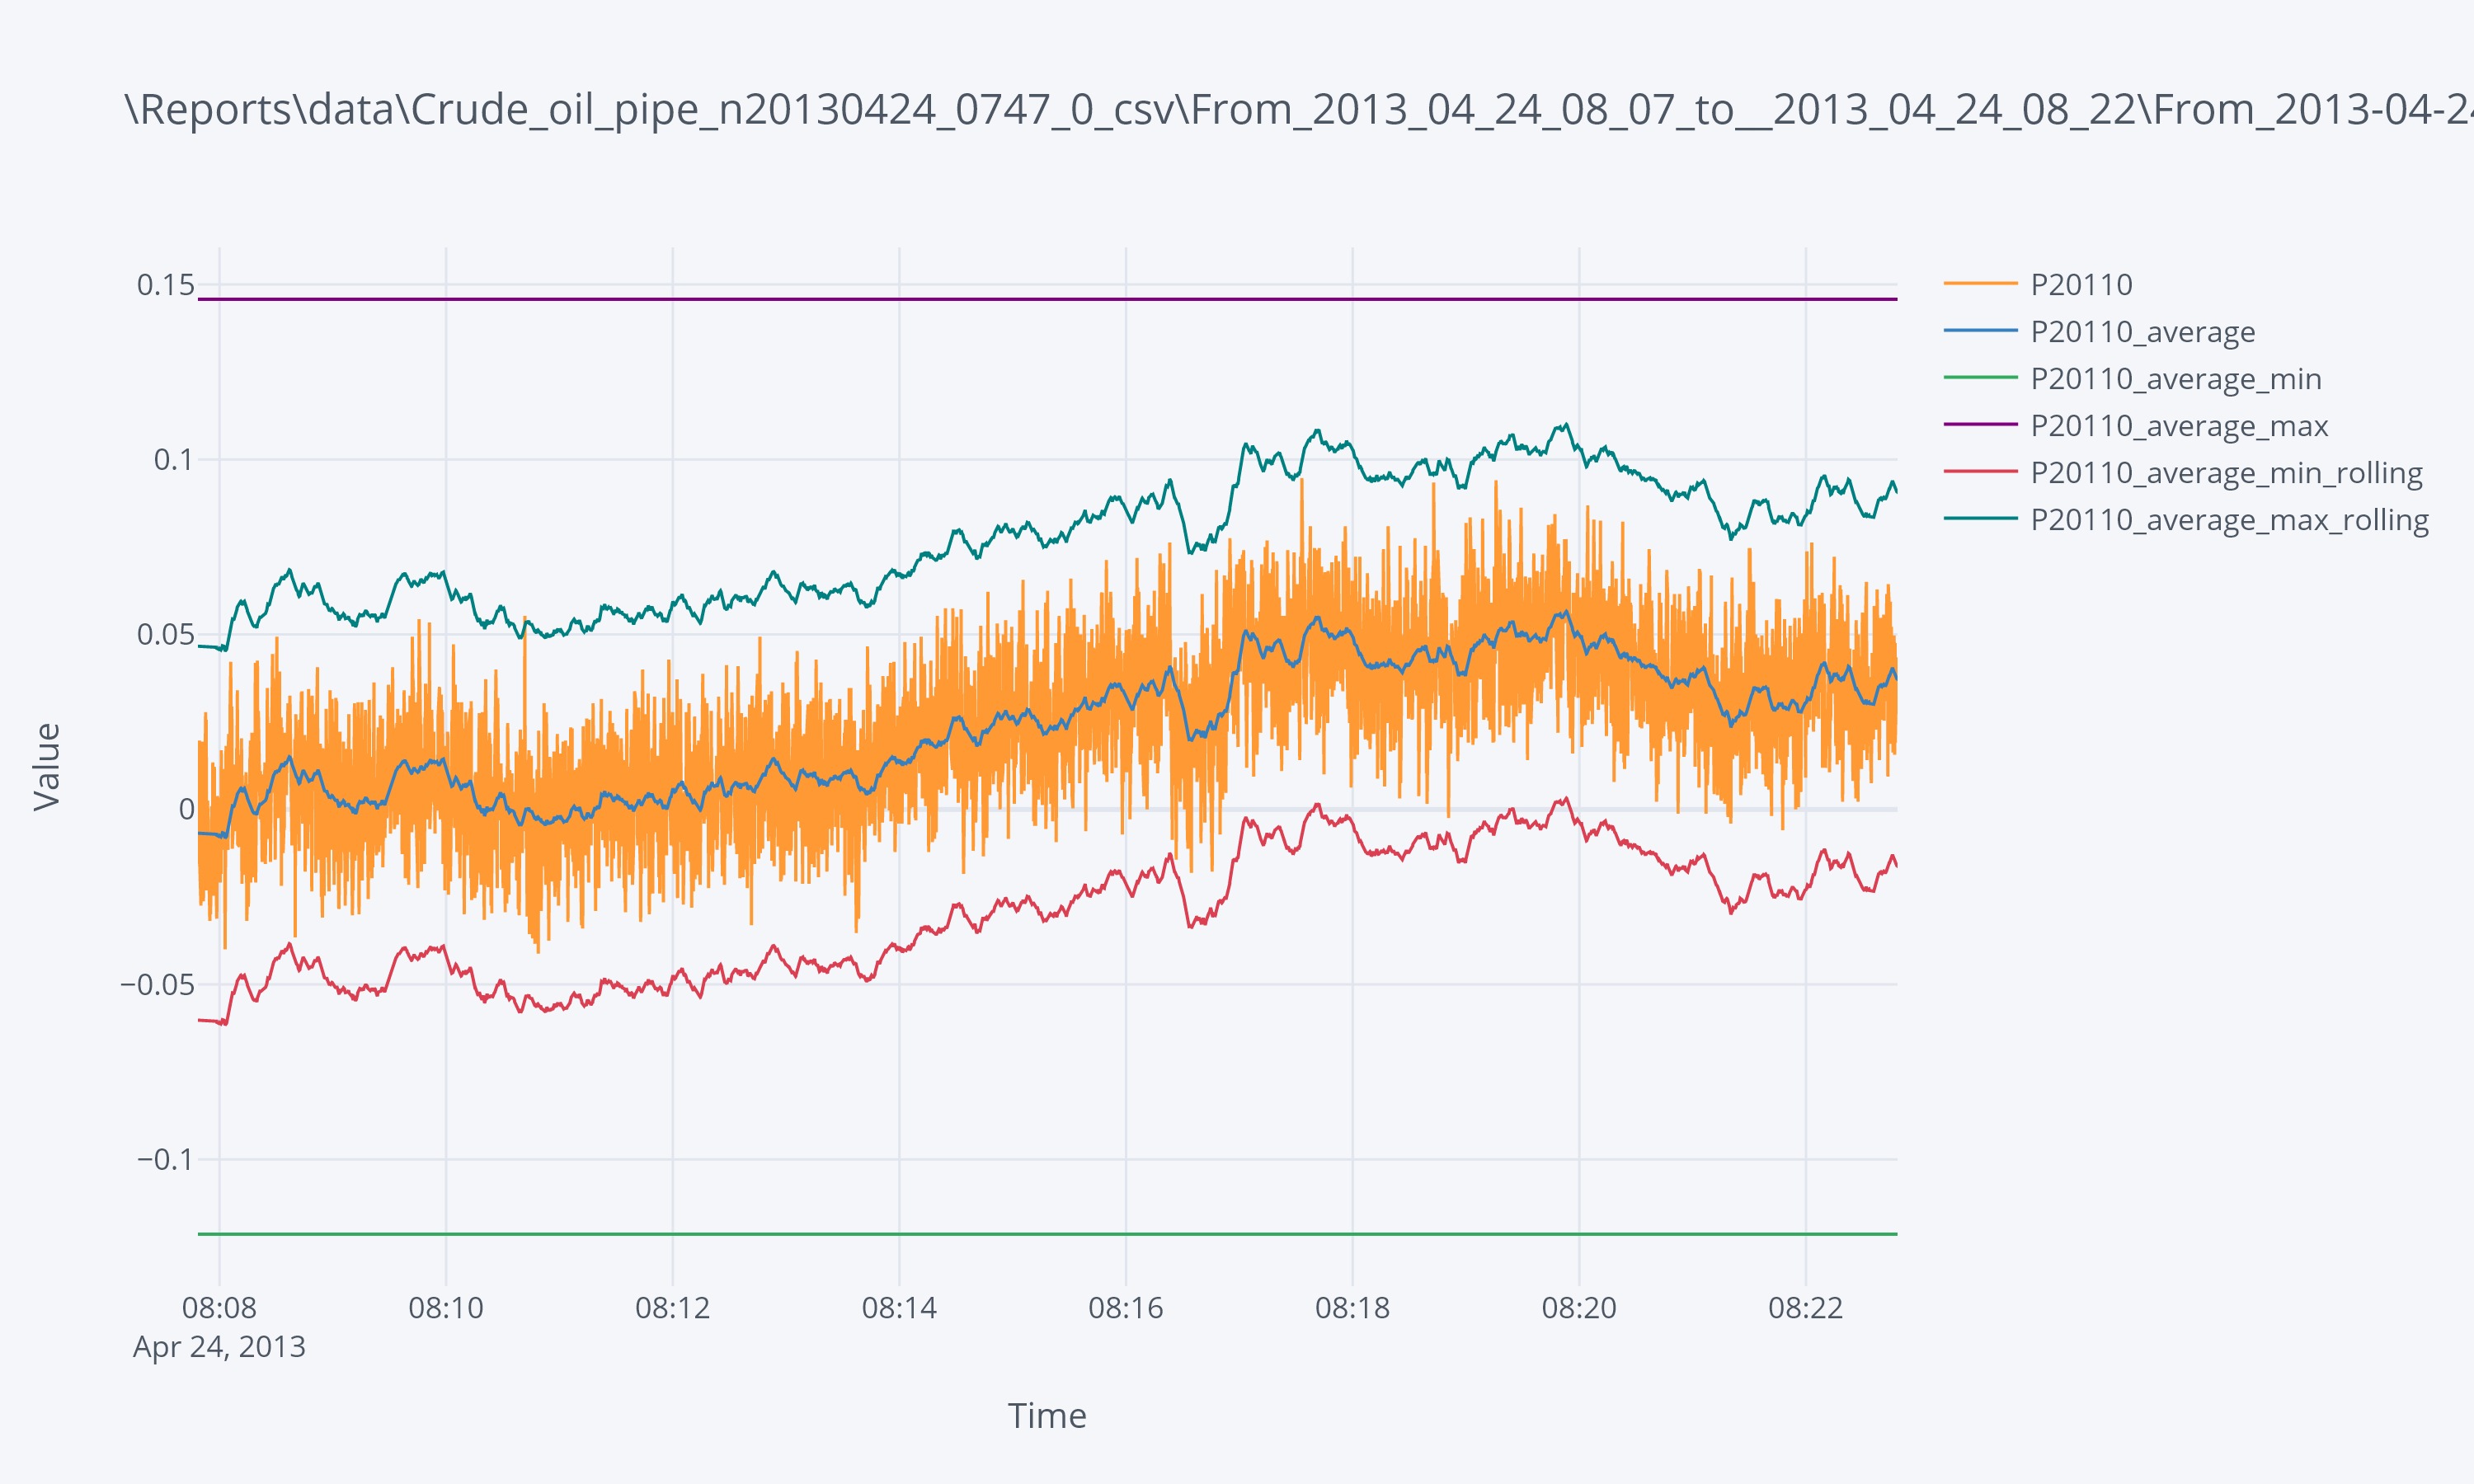 \Reports\data\Crude_oil_pipe_n20130424_0747_0_csv\From_2013_04_24_08_07_to__2013_04_24_08_22\From_2013-04-24
0.15
0.1
0.05
0
−0.05
−0.1
Value
08:08
Apr 24, 2013
08:10
08:12
08:14
08:16
08:18
08:20
08:22
Time
P20110
P20110_average
P20110_average_min
P20110_average_max
P20110_average_min_rolling
P20110_average_max_rolling